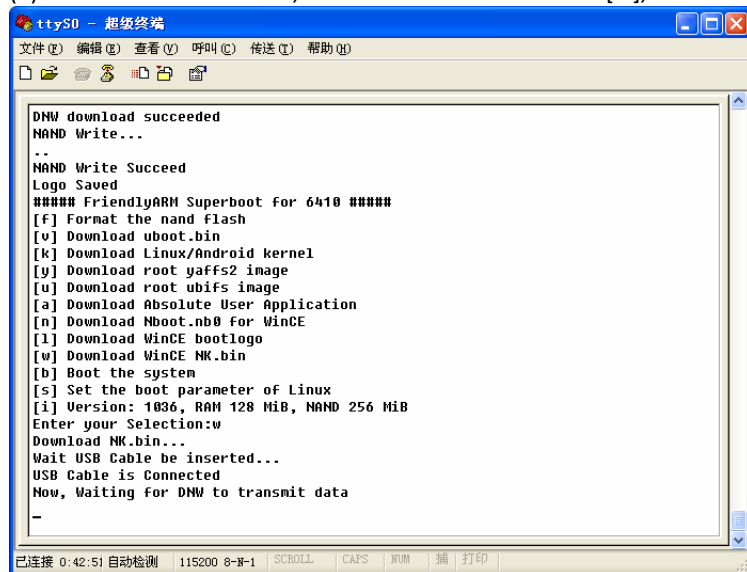 ttyS0 - 超级终端
文件(F) 编辑(E) 查看(V) 呼叫(C) 传送(T) 帮助(H)
DNW download succeeded
NAND Write...
..
NAND Write Succeed
Logo Saved
##### FriendlyARM Superboot for 6410 #####
[f] Format the nand flash
[v] Download uboot.bin
[k] Download Linux/Android kernel
[y] Download root yaffs2 image
[u] Download root ubifs image
[a] Download Absolute User Application
[n] Download Nboot.nb0 for WinCE
[l] Download WinCE bootlogo
[w] Download WinCE NK.bin
[b] Boot the system
[s] Set the boot parameter of Linux
[i] Version: 1036, RAM 128 MiB, NAND 256 MiB
Enter your Selection:w
Download NK.bin...
Wait USB Cable be inserted...
USB Cable is Connected
Now, Waiting for DNW to transmit data
_
已连接 0:42:51 自动检测 115200 8-N-1 SCROLL CAPS NUM 捕 打印